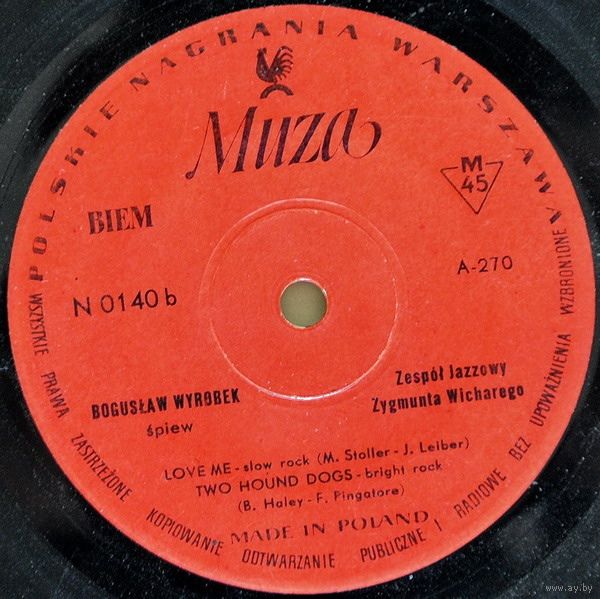 POLSKIE NAGRANIA WARSZAWA
Muza
M
45
BIEM
N 0140 b
A-270
BOGUSŁAW WYROBEK
śpiew
Zespół Jazzowy
Zygmunta Wicharego
LOVE ME - slow rock (M. Stoller - J. Leiber)
TWO HOUND DOGS - bright rock
(B. Haley - F. Pingatore)
MADE IN POLAND
WSZYSTKIE PRAWA ZASTRZEŻONE KOPIOWANIE ODTWARZANIE PUBLICZNE I RADIOWE BEZ UPOWAŻNIENIA WZBRONIONE
www.ay.by